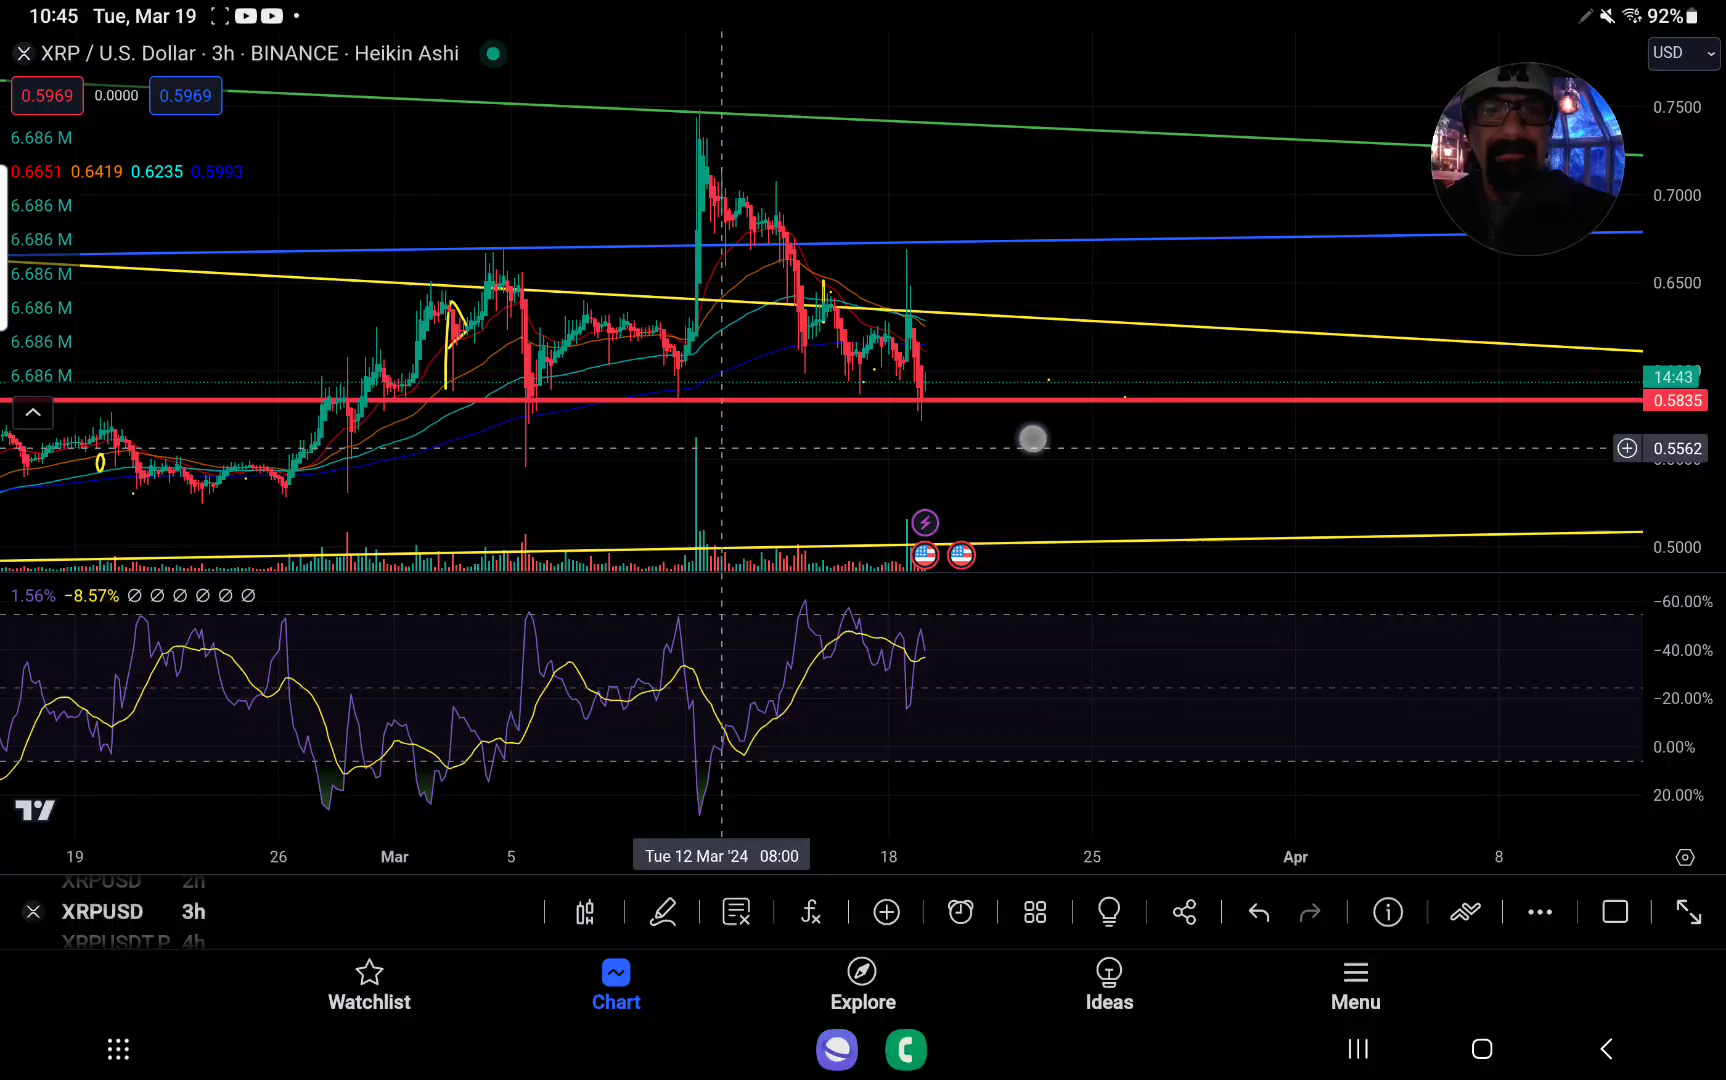 10:45 Tue, Mar 19 92%
XRP / U.S. Dollar · 3h · BINANCE · Heikin Ashi
USD
0.5969 0.0000 0.5969
6.686 M
0.6651 0.6419 0.6235 0.5993
6.686 M
6.686 M
6.686 M
6.686 M
6.686 M
6.686 M
0.7500
0.7000
0.6500
14:43
0.5835
0.5562
0.5000
1.56% −8.57% ∅ ∅ ∅ ∅ ∅ ∅
−60.00%
−40.00%
−20.00%
0.00%
20.00%
19 26 Mar 5 Tue 12 Mar '24 08:00 18 25 Apr 8
XRPUSD 2h
XRPUSD 3h
XRPUSDT.P 4h
Watchlist Chart Explore Ideas Menu